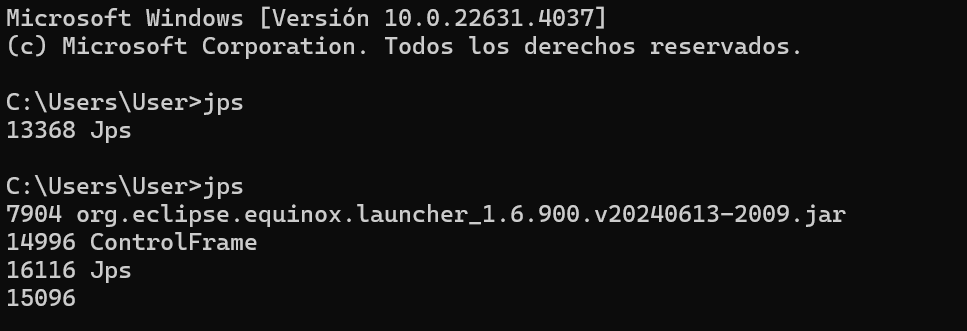 Microsoft Windows [Versión 10.0.22631.4037]
(c) Microsoft Corporation. Todos los derechos reservados.
C:\Users\User>jps
13368 Jps
C:\Users\User>jps
7904 org.eclipse.equinox.launcher_1.6.900.v20240613-2009.jar
14996 ControlFrame
16116 Jps
15096